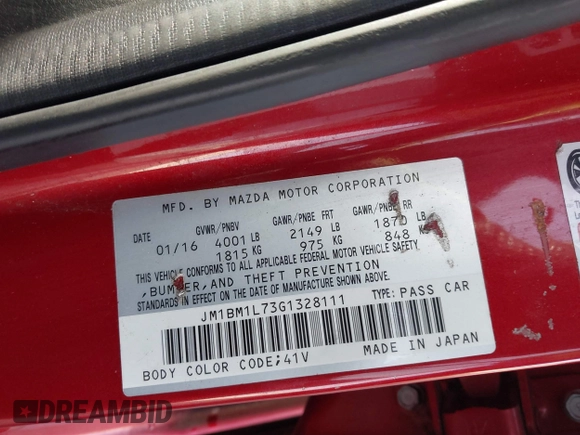 MFD. BY MAZDA MOTOR CORPORATION
DATE GVWR/PNBV GAWR/PNBE FRT GAWR/PNBE RR
01/16 4001 LB 2149 LB LB
1815 KG 975 KG 848
THIS VEHICLE CONFORMS TO ALL APPLICABLE FEDERAL MOTOR VEHICLE SAFETY,
,BUMPER,AND THEFT PREVENTION
STANDARDS IN EFFECT ON THE DATE OF MANUFACTURE SHOWN ABOVE.
JM1BM1L73G1328111 TYPE: PASS CAR
BODY COLOR CODE;41V MADE IN JAPAN
DREAMBID